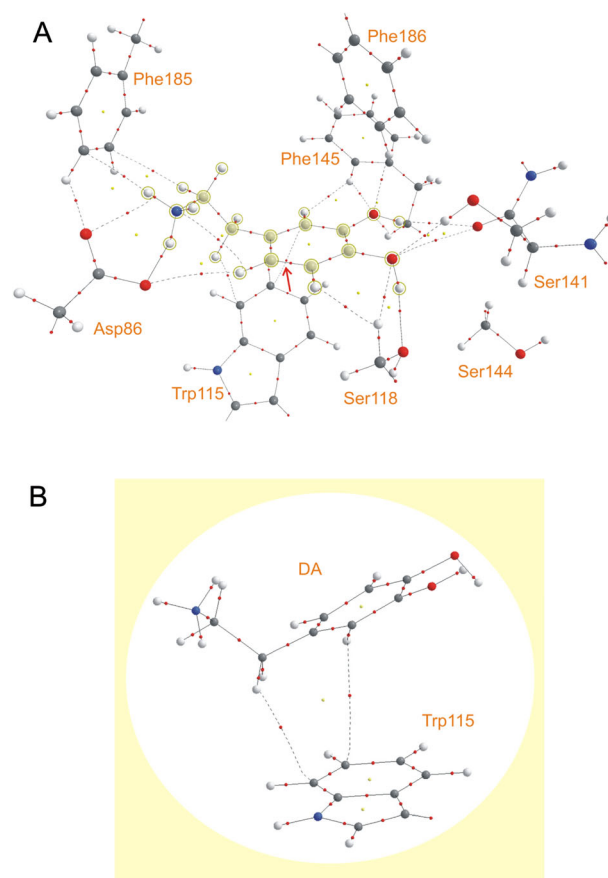 A
Phe186
Phe185
Phe145
Ser141
Asp86
Trp115
Ser118
Ser144
B
DA
Trp115